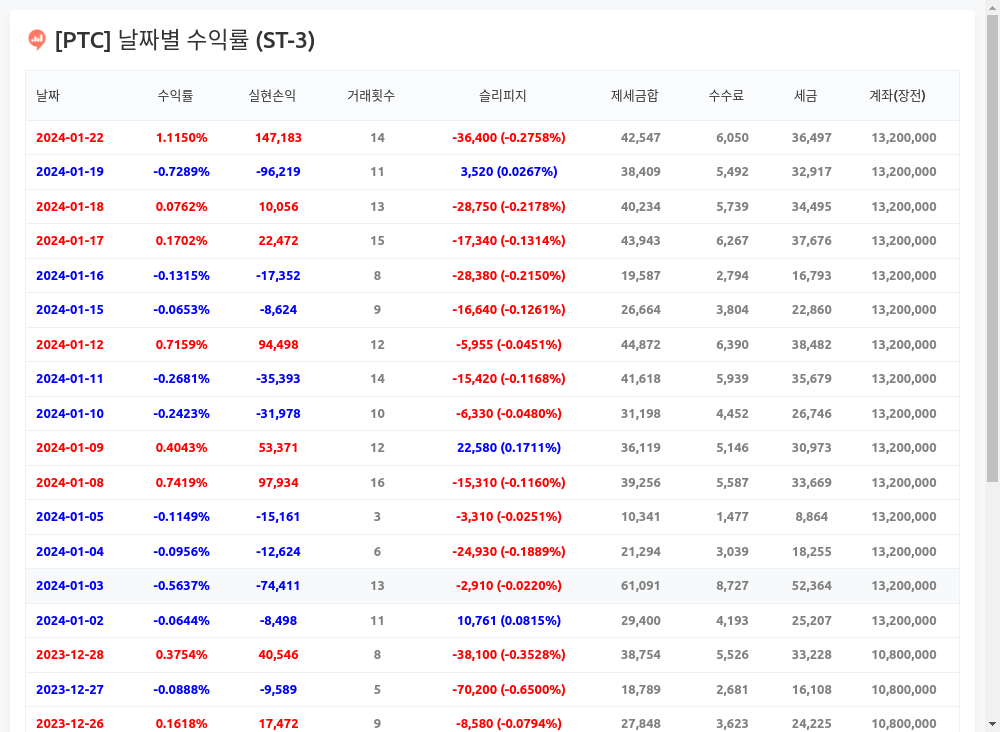 [PTC] 날짜별 수익률 (ST-3)
날짜 수익률 실현손익 거래횟수 슬리피지 제세금합 수수료 세금 계좌(장전)
2024-01-22 1.1150% 147,183 14 -36,400 (-0.2758%) 42,547 6,050 36,497 13,200,000
2024-01-19 -0.7289% -96,219 11 3,520 (0.0267%) 38,409 5,492 32,917 13,200,000
2024-01-18 0.0762% 10,056 13 -28,750 (-0.2178%) 40,234 5,739 34,495 13,200,000
2024-01-17 0.1702% 22,472 15 -17,340 (-0.1314%) 43,943 6,267 37,676 13,200,000
2024-01-16 -0.1315% -17,352 8 -28,380 (-0.2150%) 19,587 2,794 16,793 13,200,000
2024-01-15 -0.0653% -8,624 9 -16,640 (-0.1261%) 26,664 3,804 22,860 13,200,000
2024-01-12 0.7159% 94,498 12 -5,955 (-0.0451%) 44,872 6,390 38,482 13,200,000
2024-01-11 -0.2681% -35,393 14 -15,420 (-0.1168%) 41,618 5,939 35,679 13,200,000
2024-01-10 -0.2423% -31,978 10 -6,330 (-0.0480%) 31,198 4,452 26,746 13,200,000
2024-01-09 0.4043% 53,371 12 22,580 (0.1711%) 36,119 5,146 30,973 13,200,000
2024-01-08 0.7419% 97,934 16 -15,310 (-0.1160%) 39,256 5,587 33,669 13,200,000
2024-01-05 -0.1149% -15,161 3 -3,310 (-0.0251%) 10,341 1,477 8,864 13,200,000
2024-01-04 -0.0956% -12,624 6 -24,930 (-0.1889%) 21,294 3,039 18,255 13,200,000
2024-01-03 -0.5637% -74,411 13 -2,910 (-0.0220%) 61,091 8,727 52,364 13,200,000
2024-01-02 -0.0644% -8,498 11 10,761 (0.0815%) 29,400 4,193 25,207 13,200,000
2023-12-28 0.3754% 40,546 8 -38,100 (-0.3528%) 38,754 5,526 33,228 10,800,000
2023-12-27 -0.0888% -9,589 5 -70,200 (-0.6500%) 18,789 2,681 16,108 10,800,000
2023-12-26 0.1618% 17,472 9 -8,580 (-0.0794%) 27,848 3,623 24,225 10,800,000